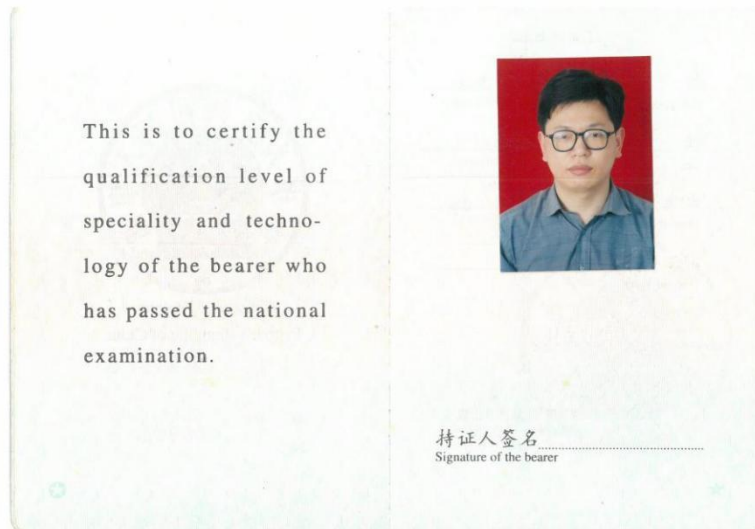 This is to certify the
qualification level of
speciality and techno-
logy of the bearer who
has passed the national
examination.
持证人签名
Signature of the bearer